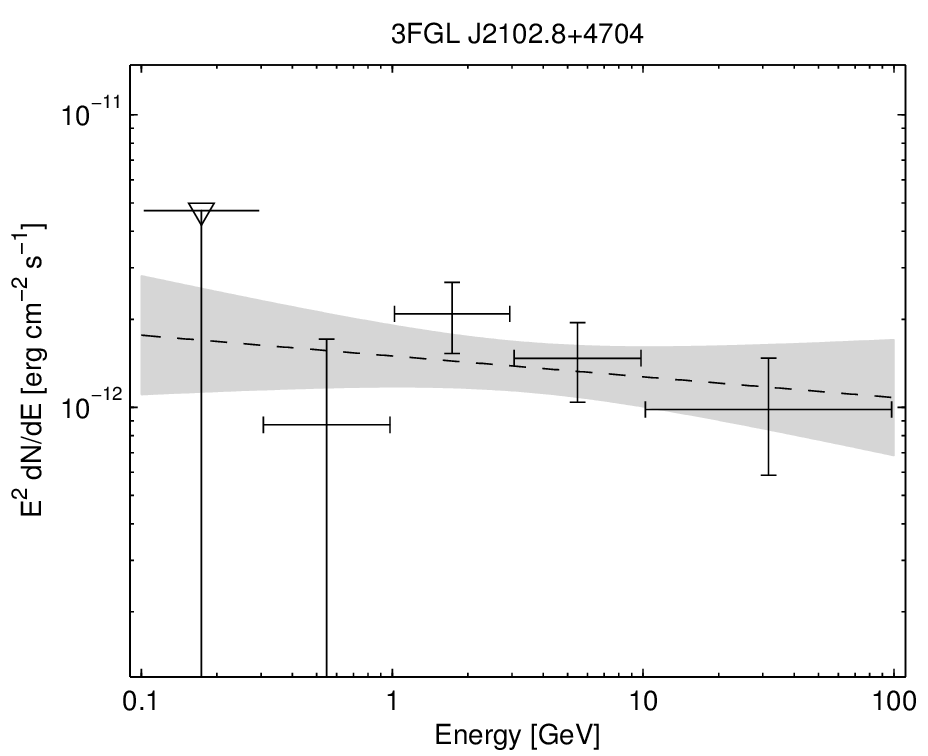 3FGL J2102.8+4704
10⁻¹¹
10⁻¹²
E² dN/dE [erg cm⁻² s⁻¹]
0.1 1 10 100
Energy [GeV]